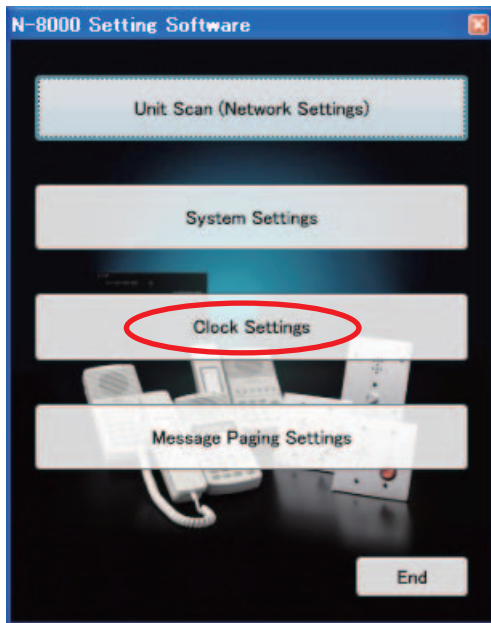 N-8000 Setting Software
Unit Scan (Network Settings)
System Settings
Clock Settings
Message Paging Settings
End